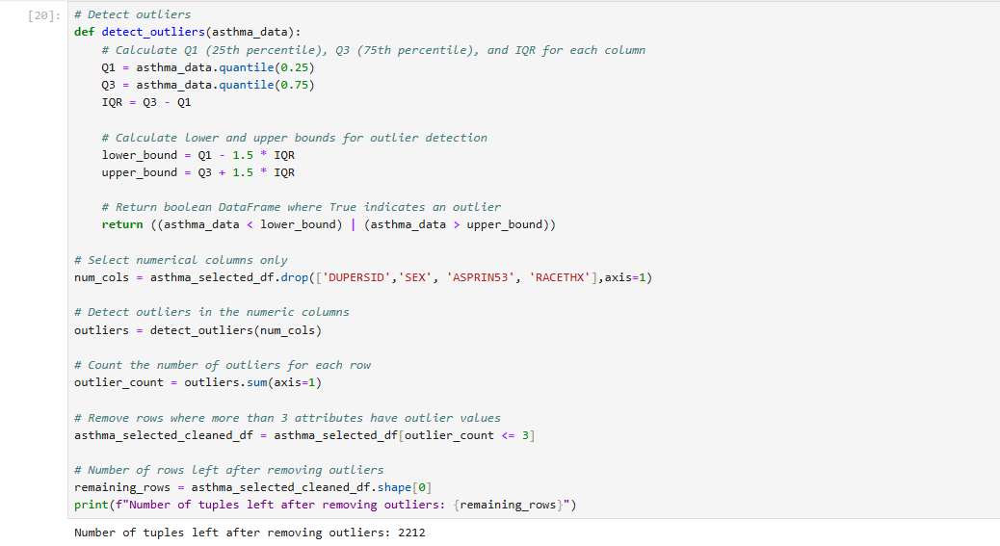 [20]: # Detect outliers
def detect_outliers(asthma_data):
    # Calculate Q1 (25th percentile), Q3 (75th percentile), and IQR for each column
    Q1 = asthma_data.quantile(0.25)
    Q3 = asthma_data.quantile(0.75)
    IQR = Q3 - Q1

    # Calculate lower and upper bounds for outlier detection
    lower_bound = Q1 - 1.5 * IQR
    upper_bound = Q3 + 1.5 * IQR

    # Return boolean DataFrame where True indicates an outlier
    return ((asthma_data < lower_bound) | (asthma_data > upper_bound))

# Select numerical columns only
num_cols = asthma_selected_df.drop(['DUPERSID','SEX', 'ASPRIN53', 'RACETHX'],axis=1)

# Detect outliers in the numeric columns
outliers = detect_outliers(num_cols)

# Count the number of outliers for each row
outlier_count = outliers.sum(axis=1)

# Remove rows where more than 3 attributes have outlier values
asthma_selected_cleaned_df = asthma_selected_df[outlier_count <= 3]

# Number of rows left after removing outliers
remaining_rows = asthma_selected_cleaned_df.shape[0]
print(f"Number of tuples left after removing outliers: {remaining_rows}")

Number of tuples left after removing outliers: 2212